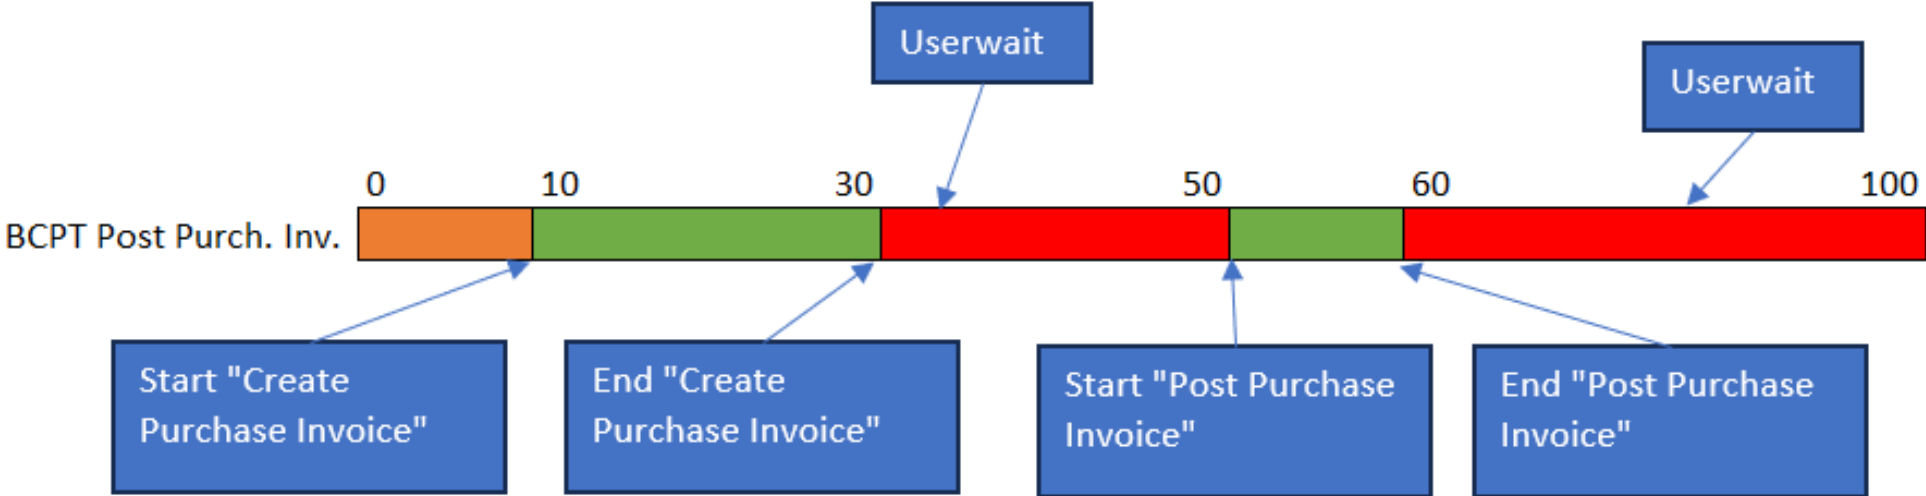 Userwait
Userwait
0 10 30 50 60 100
BCPT Post Purch. Inv.
Start "Create
Purchase Invoice"
End "Create
Purchase Invoice"
Start "Post Purchase
Invoice"
End "Post Purchase
Invoice"